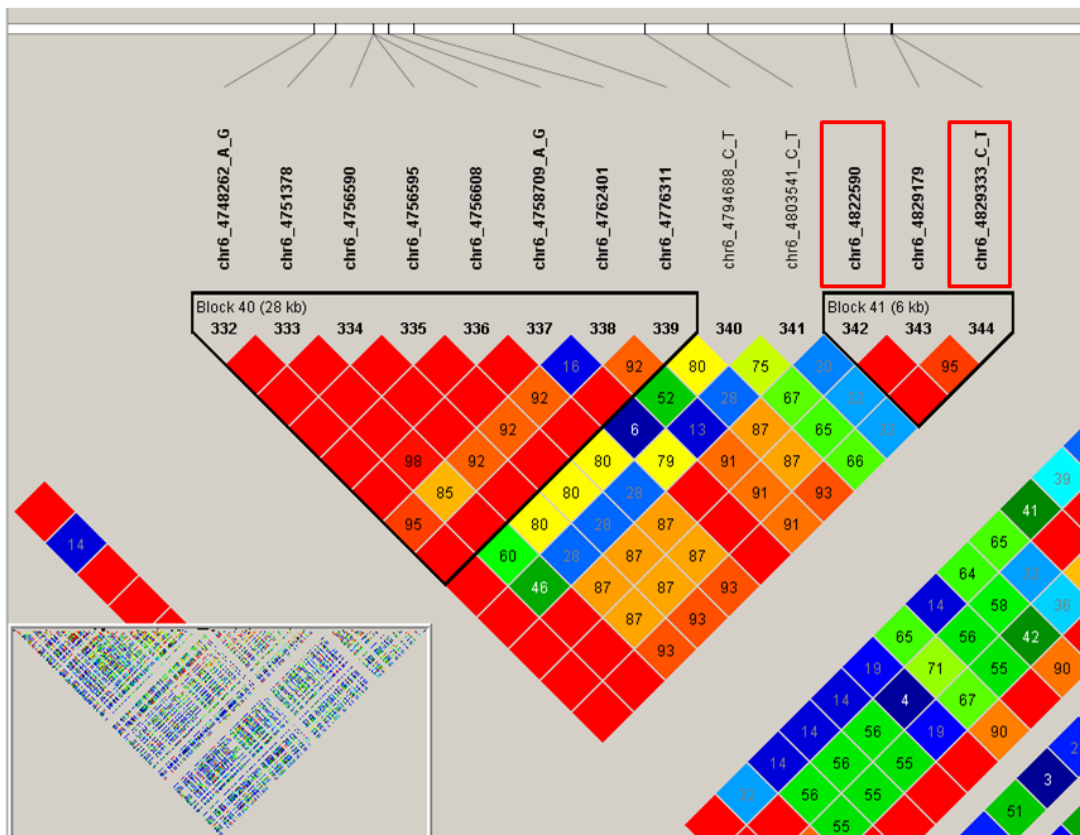 chr6_4748262_A_G
chr6_4751378
chr6_4756590
chr6_4756595
chr6_4756608
chr6_4758709_A_G
chr6_4762401
chr6_4776311
chr6_4794688_C_T
chr6_4803541_C_T
chr6_4822590
chr6_4829179
chr6_4829333_C_T
Block 40 (28 kb) Block 41 (6 kb)
332 333 334 335 336 337 338 339 340 341 342 343 344
16 92 80 75 30 95
92 52 28 67 22
92 6 13 87 65 33
98 92 80 79 91 87 66
85 80 28 91 93 39
95 80 28 87 91 41
14 60 28 87 87 65
46 87 87 93 64 33
87 93 14 58 36
93 65 56 42
19 71 55 90
14 4 67
14 56 19 90
14 56 55 2
32 56 55 3
55 51